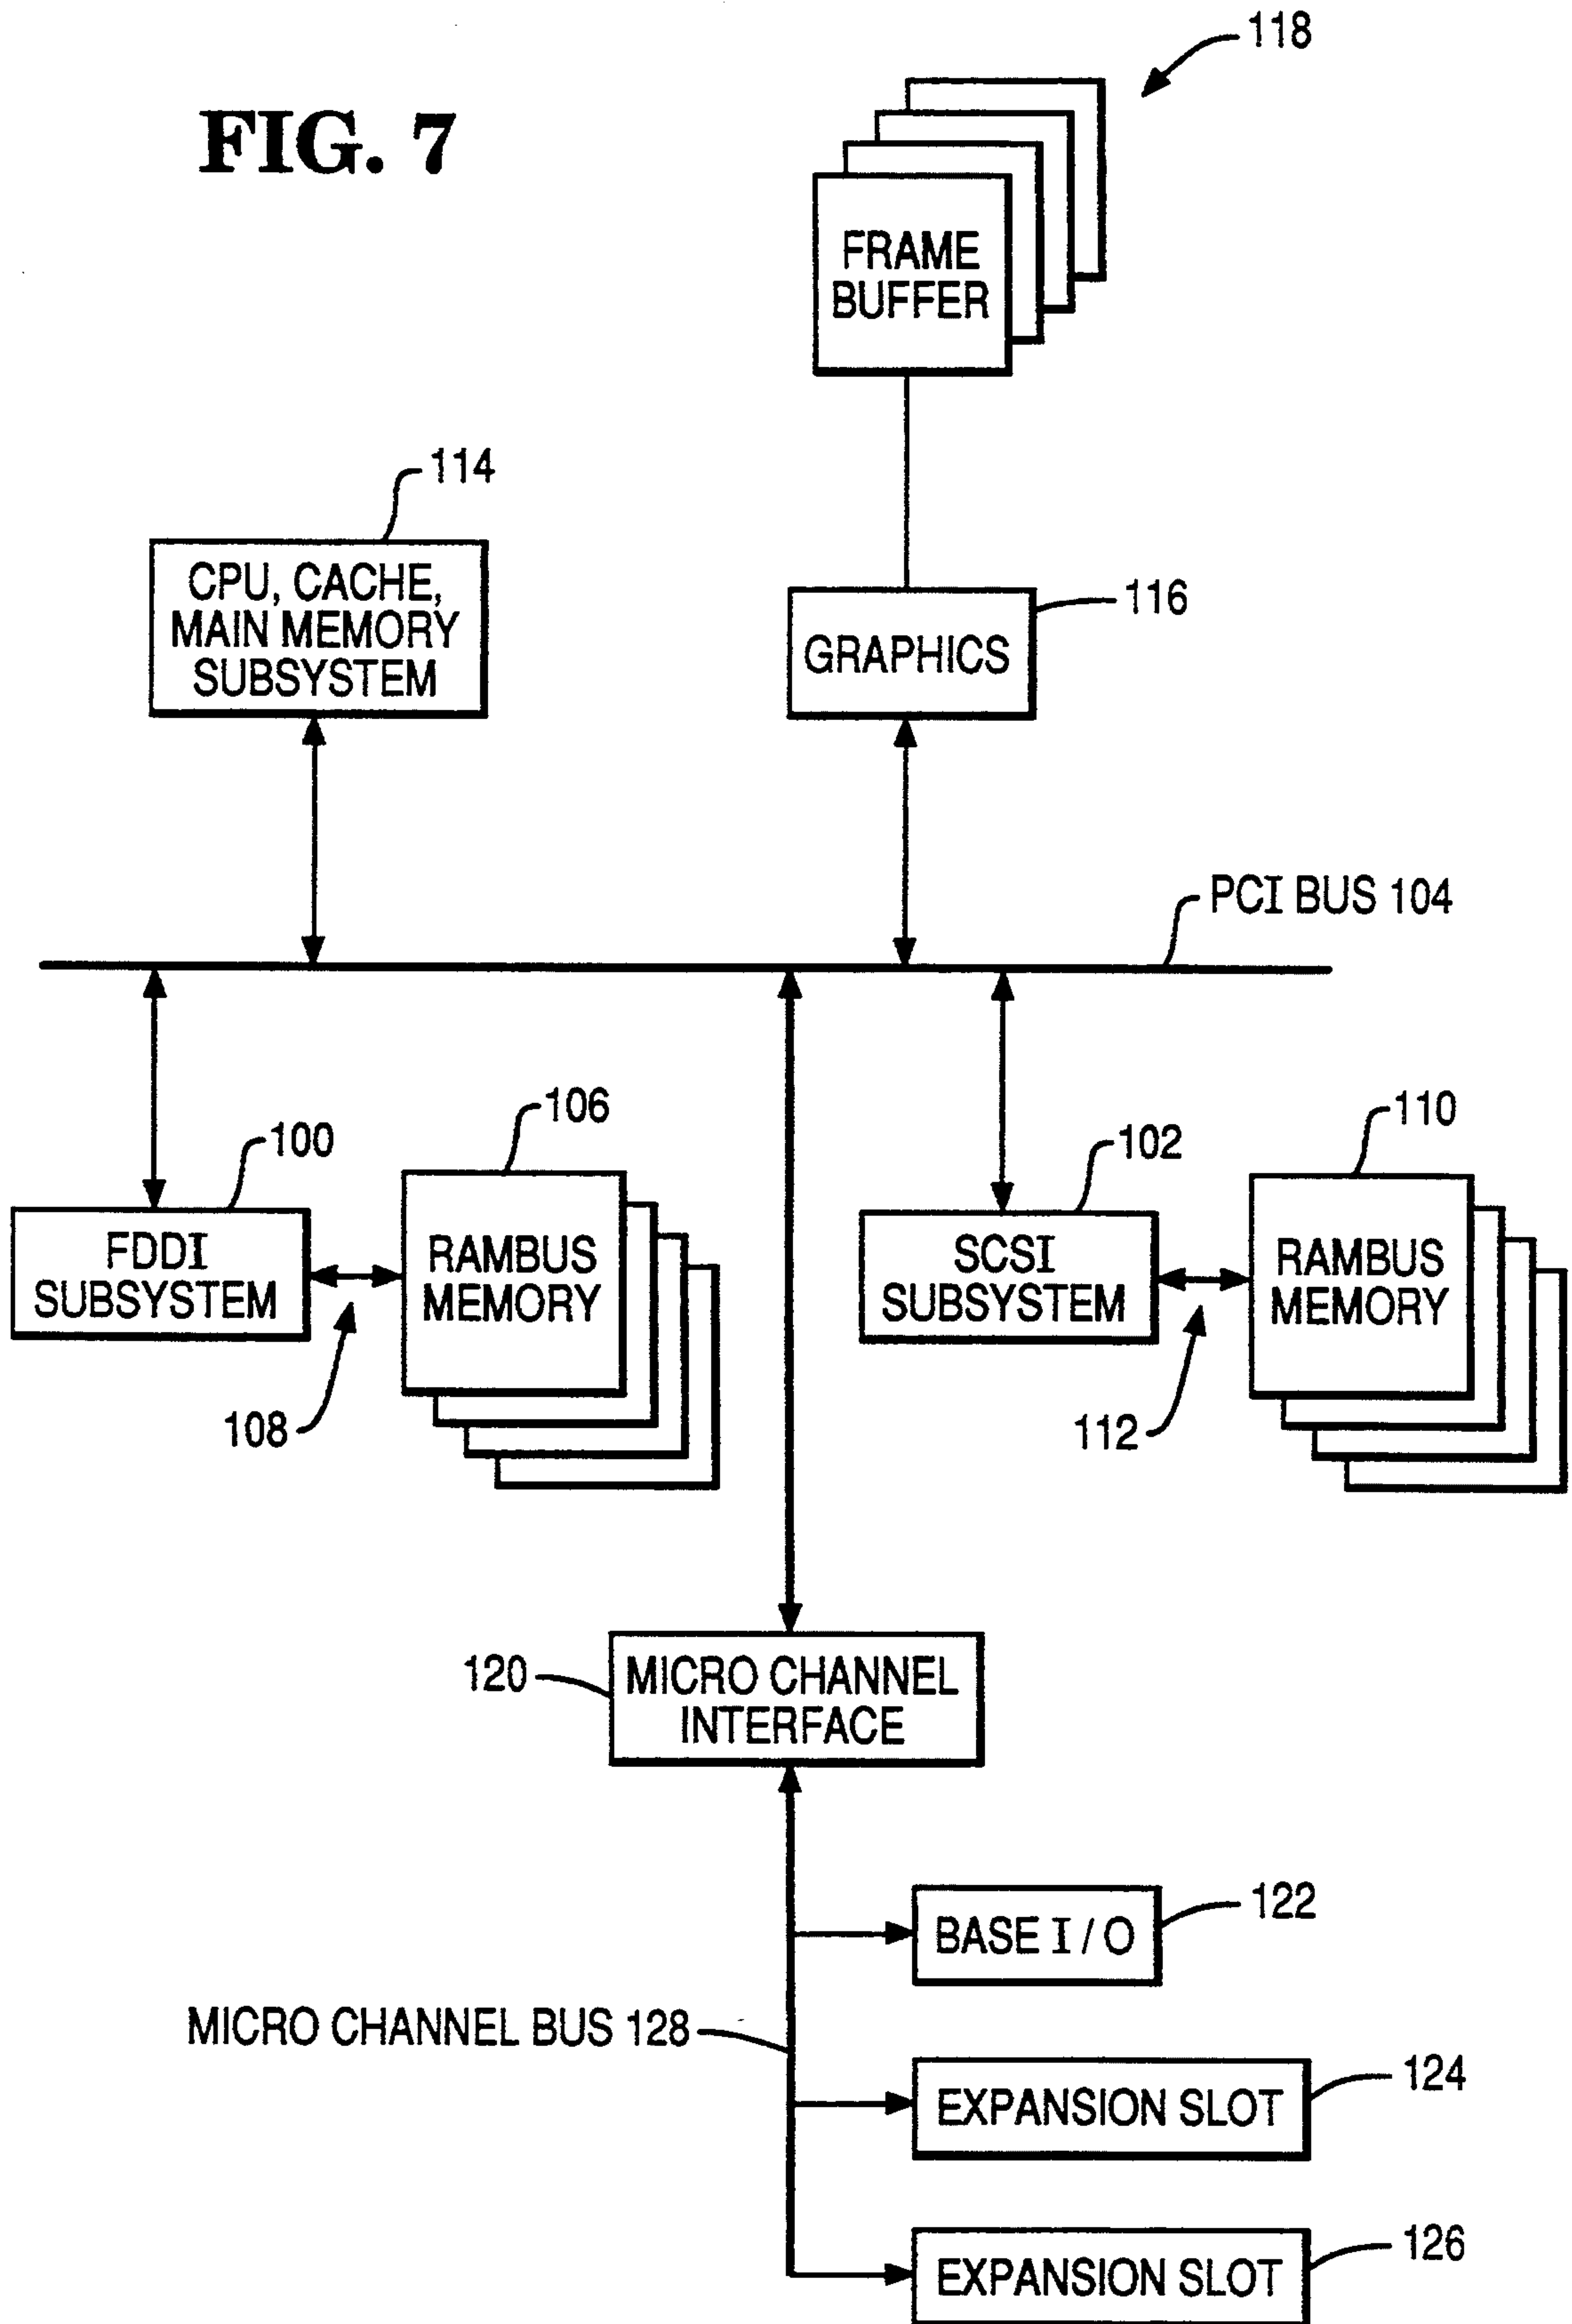 118
FIG. 7
FRAME
BUFFER
114
CPU, CACHE,
MAIN MEMORY
SUBSYSTEM
116
GRAPHICS
PCI BUS 104
106
110
100
102
FDDI
SUBSYSTEM
RAMBUS
MEMORY
SCSI
SUBSYSTEM
RAMBUS
MEMORY
108
112
120
MICRO CHANNEL
INTERFACE
122
BASE I / O
MICRO CHANNEL BUS 128
124
EXPANSION SLOT
126
EXPANSION SLOT